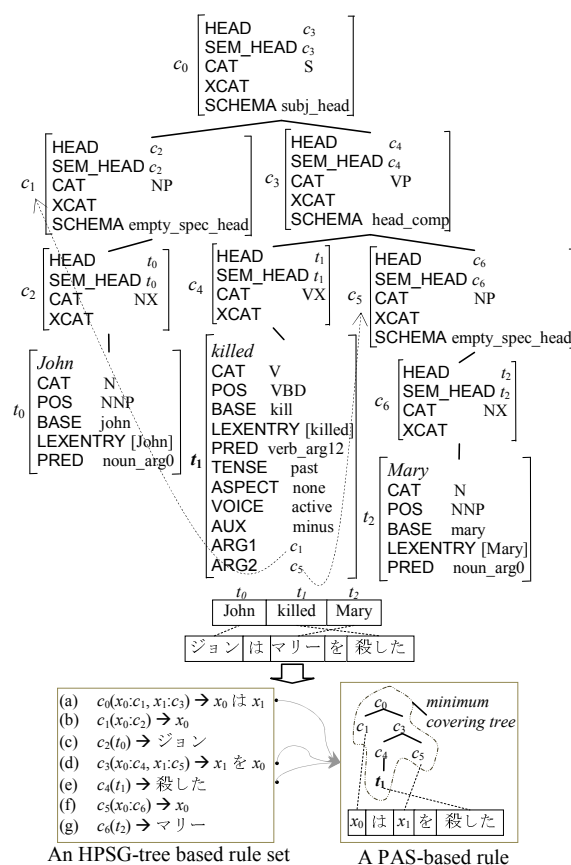 HEAD c3
SEM_HEAD c3
c0 CAT S
XCAT
SCHEMA subj_head
HEAD c2
SEM_HEAD c2
c1 CAT NP
XCAT
SCHEMA empty_spec_head
HEAD c4
SEM_HEAD c4
c3 CAT VP
XCAT
SCHEMA head_comp
HEAD t0
SEM_HEAD t0
c2 CAT NX
XCAT
HEAD t1
SEM_HEAD t1
c4 CAT VX
XCAT
HEAD c6
SEM_HEAD c6
c5 CAT NP
XCAT
SCHEMA empty_spec_head
John
CAT N
t0 POS NNP
BASE john
LEXENTRY [John]
PRED noun_arg0
killed
CAT V
POS VBD
BASE kill
LEXENTRY [killed]
PRED verb_arg12
t1 TENSE past
ASPECT none
VOICE active
AUX minus
ARG1 c1
ARG2 c5
HEAD t2
SEM_HEAD t2
c6 CAT NX
XCAT
Mary
CAT N
t2 POS NNP
BASE mary
LEXENTRY [Mary]
PRED noun_arg0
t0 t1 t2
John killed Mary
ジョン は マリー を 殺した
(a) c0(x0:c1, x1:c3) → x0 は x1
(b) c1(x0:c2) → x0
(c) c2(t0) → ジョン
(d) c3(x0:c4, x1:c5) → x1 を x0
(e) c4(t1) → 殺した
(f) c5(x0:c6) → x0
(g) c6(t2) → マリー
An HPSG-tree based rule set
minimum
covering tree
c0
c1 c3
c4 c5
t1
x0 は x1 を 殺した
A PAS-based rule